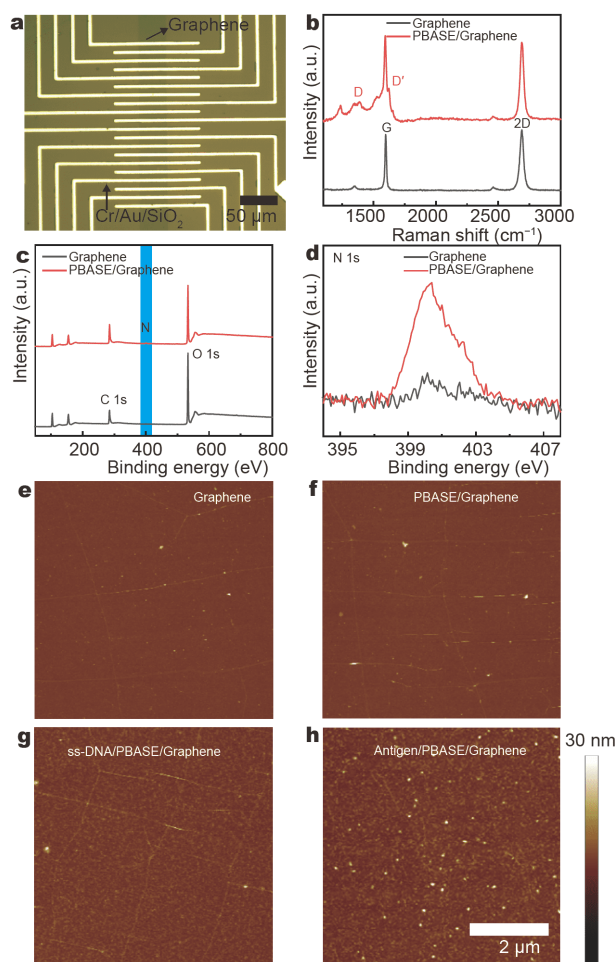 a
Graphene
Cr/Au/SiO₂
50 μm
b
Graphene
PBASE/Graphene
D
D′
G
2D
Intensity (a.u.)
1500 2000 2500 3000
Raman shift (cm⁻¹)
c
Graphene
PBASE/Graphene
N
O 1s
C 1s
Intensity (a.u.)
200 400 600 800
Binding energy (eV)
d
N 1s
Graphene
PBASE/Graphene
Intensity (a.u.)
395 399 403 407
Binding energy (eV)
e
Graphene
f
PBASE/Graphene
g
ss-DNA/PBASE/Graphene
h
Antigen/PBASE/Graphene
2 μm
30 nm